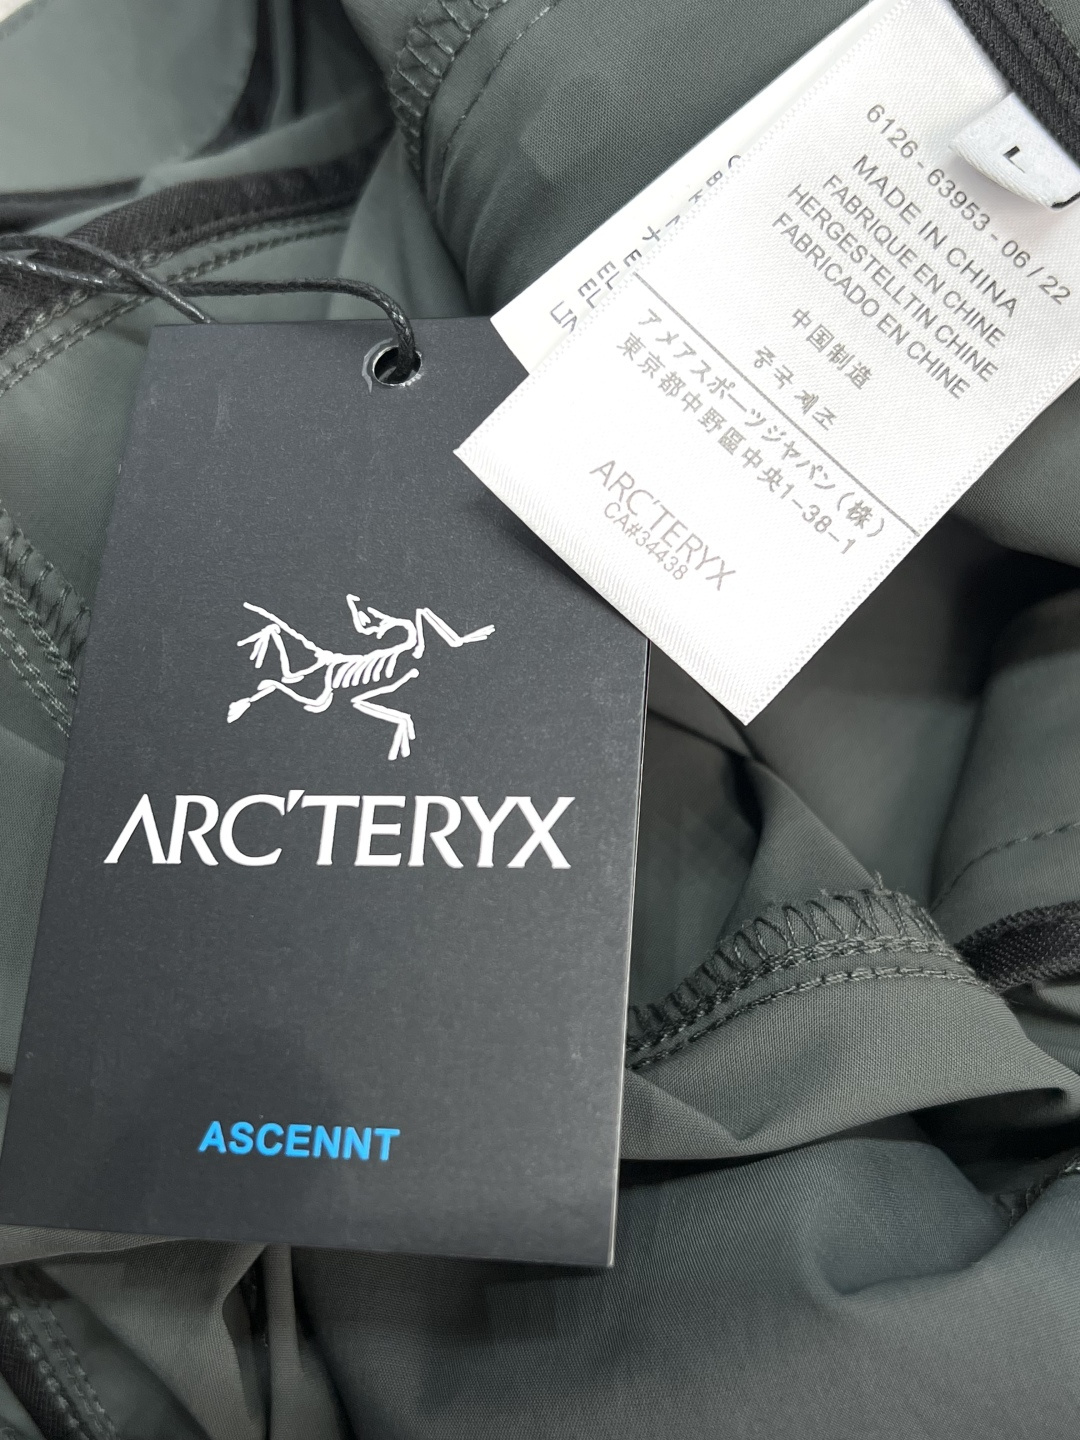 6126-63953-06/22
L
MADE IN CHINA
FABRIQUE EN CHINE
HERGESTELLTIN CHINE
FABRICADO EN CHINE
中国制造
중국 제조
アメアスポーツジャパン(株)
東京都中野區中央1-38-1
ARC'TERYX
CA#34438
ARC'TERYX
ASCENNT